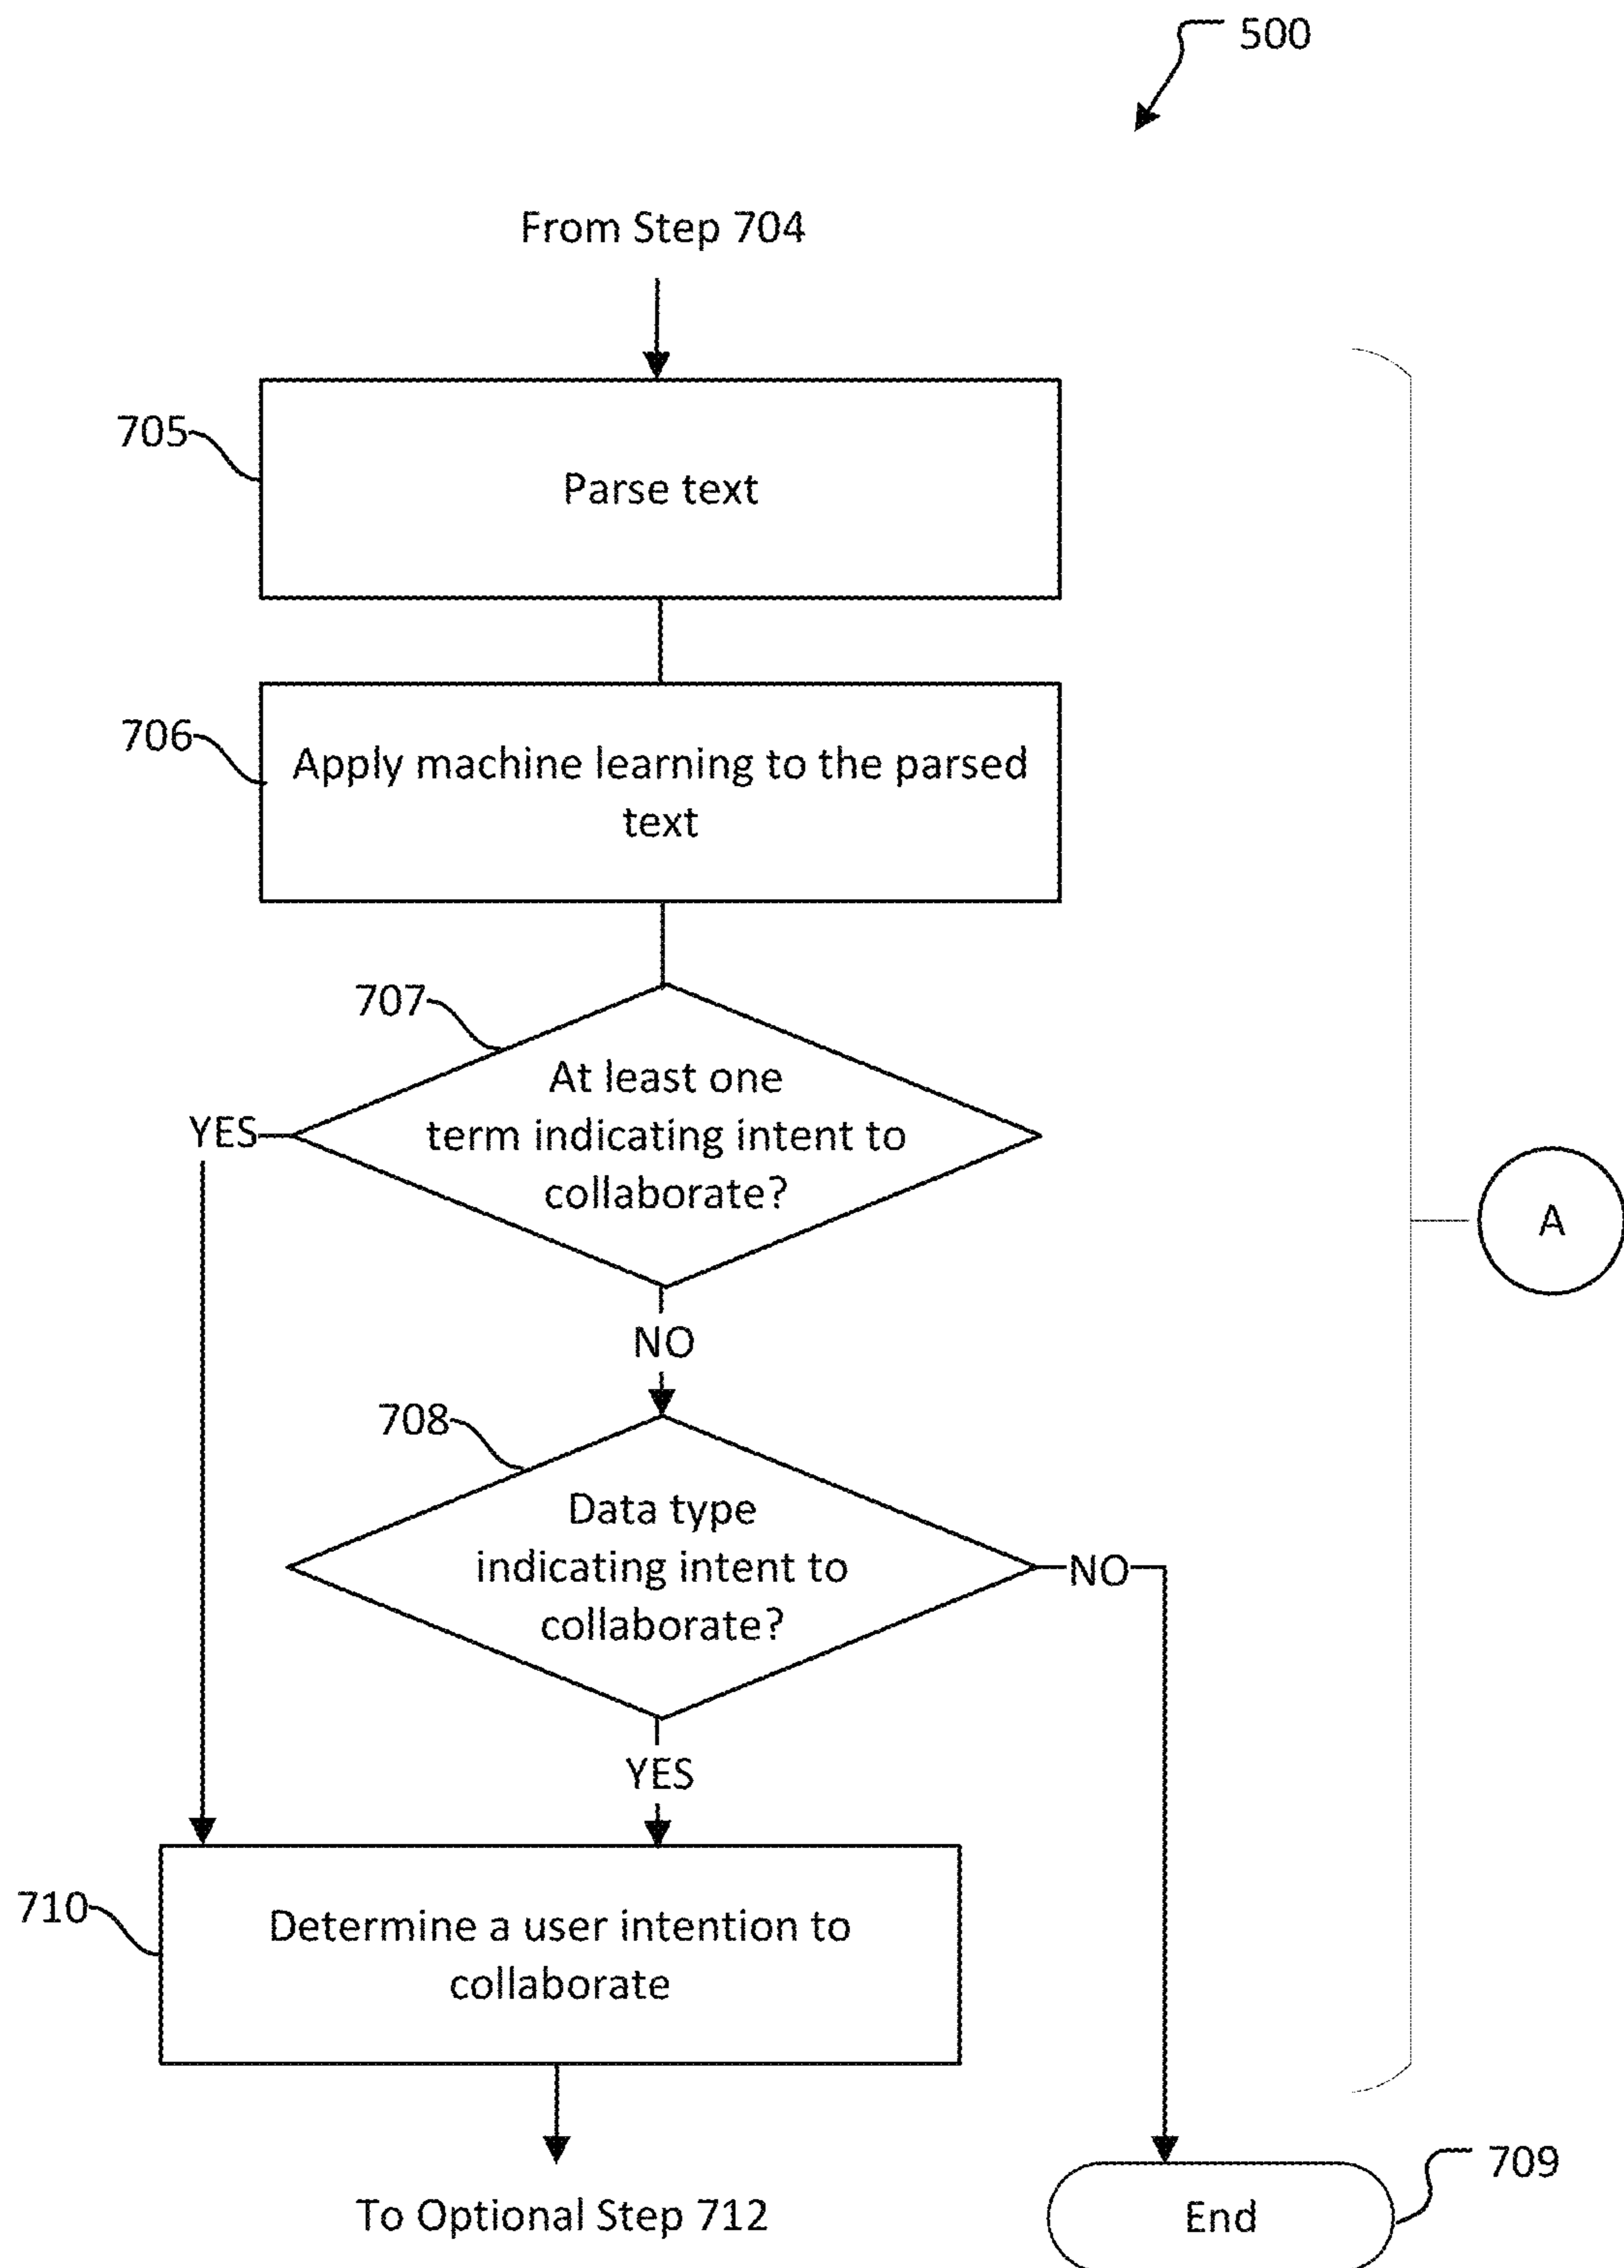 500
From Step 704
705
Parse text
706
Apply machine learning to the parsed
text
707
At least one
term indicating intent to
collaborate?
YES
A
NO
708
Data type
indicating intent to
collaborate?
NO
YES
710
Determine a user intention to
collaborate
709
To Optional Step 712
End